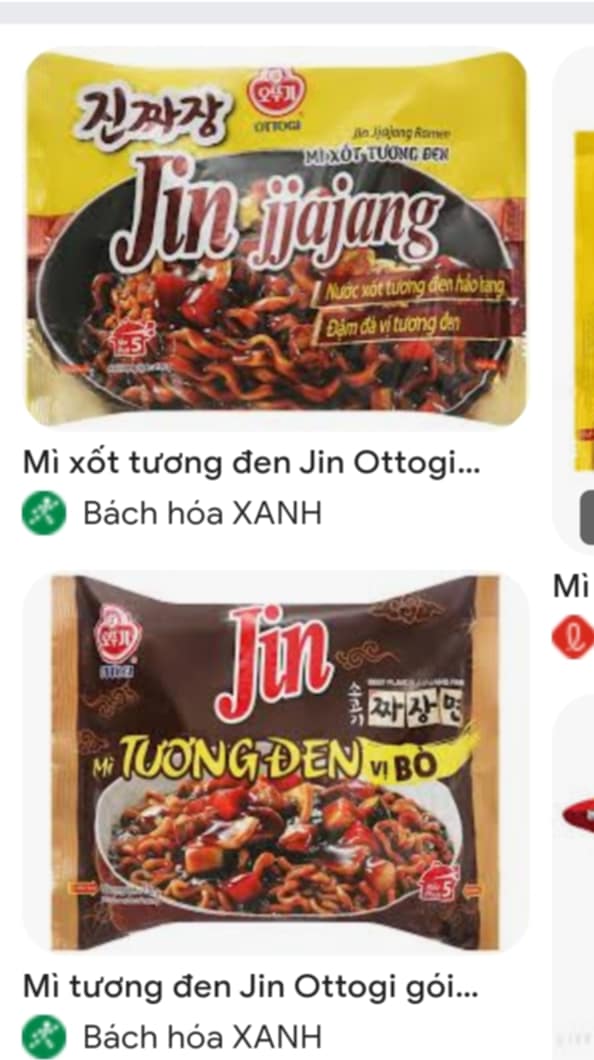 진짜장
오뚜기
OTTOGI
Jin Jjajang Ramen
MÌ XỐT TƯƠNG ĐEN
Jin jjajang
Nước xốt tương đen hảo hạng
Đậm đà vị tương đen
5
Mì xốt tương đen Jin Ottogi...
Bách hóa XANH
오뚜기
OTTOGI
Jin
소고기
짜장면
Mì TƯƠNG ĐEN VỊ BÒ
5
Mì tương đen Jin Ottogi gói...
Bách hóa XANH
Mì